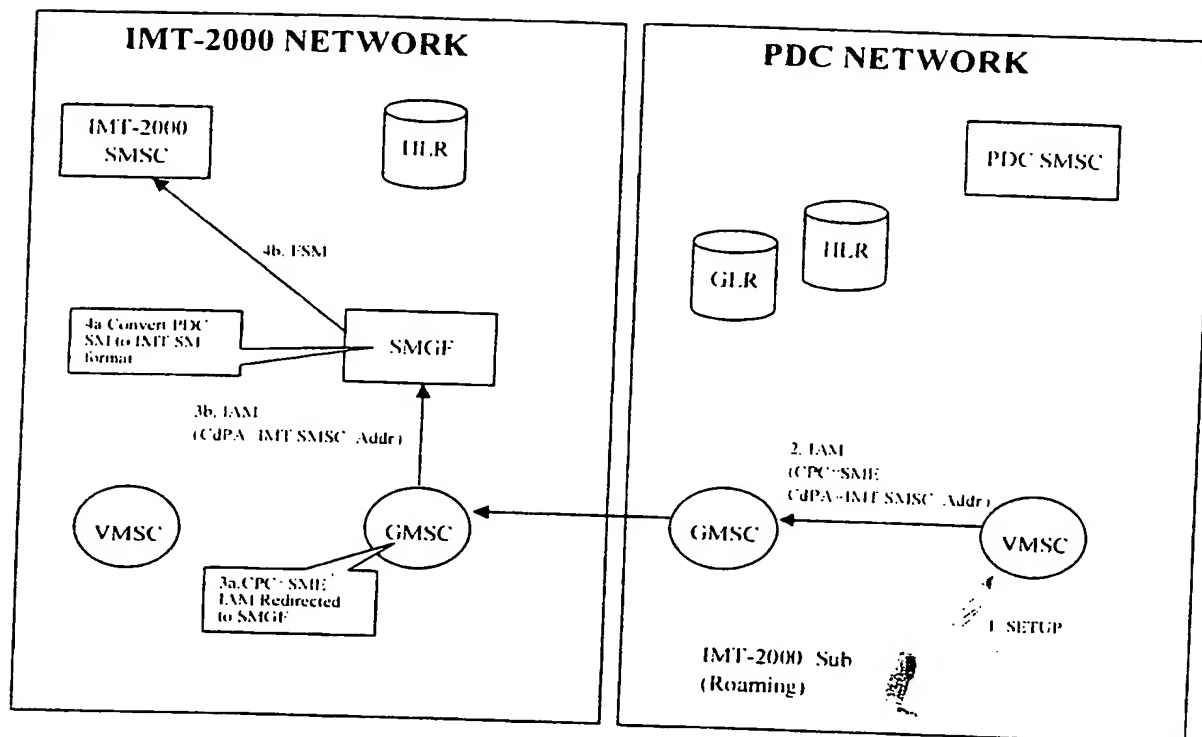 IMT-2000 NETWORK
IMT-2000
SMSC
HLR
4b. FSM
4a Convert PDC
SM to IMT SM
format
SMGF
3b. IAM
(CdPA=IMT SMSC Addr)
VMSC
GMSC
3a.CPC=SME
IAM Redirected
to SMGF
PDC NETWORK
PDC SMSC
HLR
GLR
2. IAM
(CPC=SME
CdPA=IMT SMSC Addr)
GMSC
VMSC
1. SETUP
IMT-2000 Sub
(Roaming)